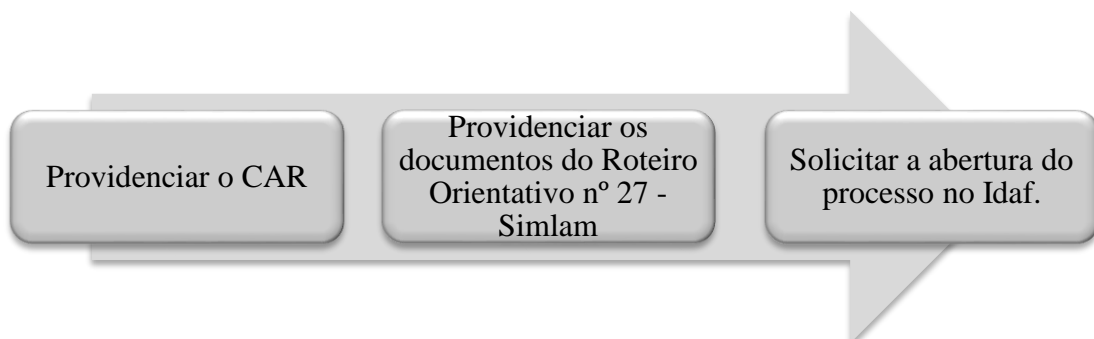 Providenciar o CAR
Providenciar os
documentos do Roteiro
Orientativo nº 27 -
Simlam
Solicitar a abertura do
processo no Idaf.